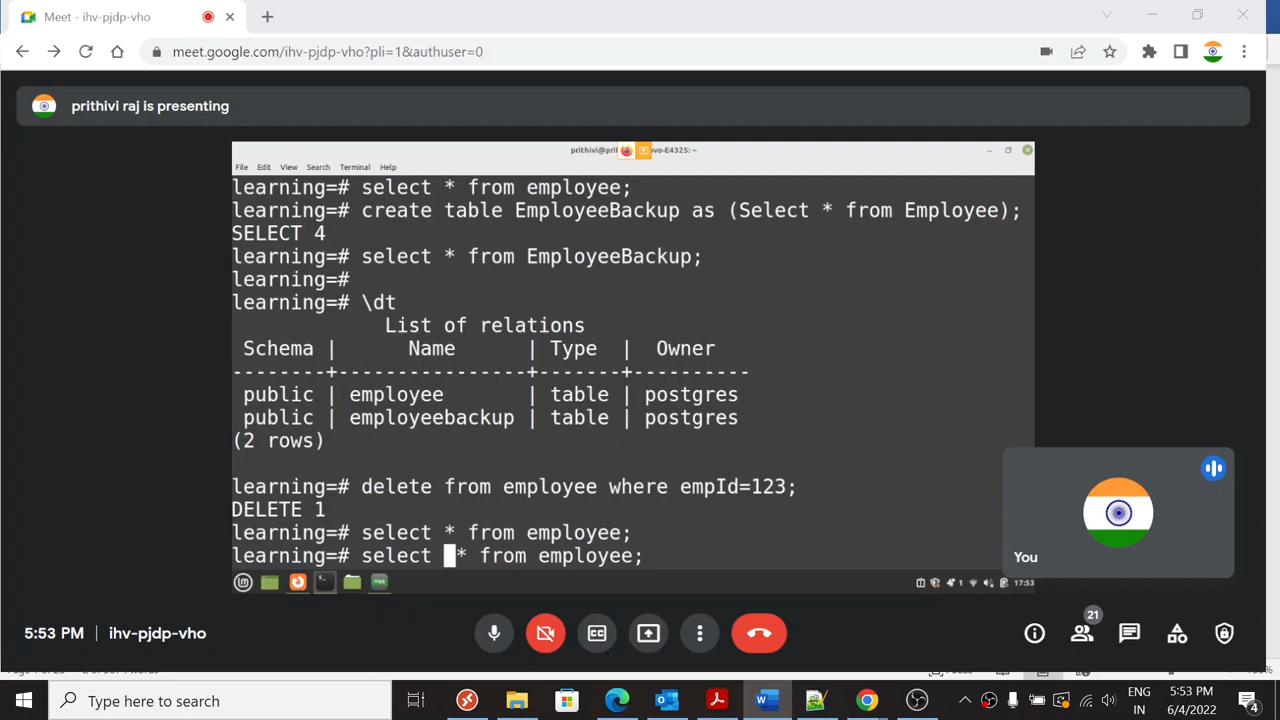 Meet - ihv-pjdp-vho
meet.google.com/ihv-pjdp-vho?pli=1&authuser=0
prithivi raj is presenting
File Edit View Search Terminal Help
learning=# select * from employee;
learning=# create table EmployeeBackup as (Select * from Employee);
SELECT 4
learning=# select * from EmployeeBackup;
learning=#
learning=# \dt
List of relations
Schema | Name | Type | Owner
--------+----------------+-------+----------
public | employee | table | postgres
public | employeebackup | table | postgres
(2 rows)
learning=# delete from employee where empId=123;
DELETE 1
learning=# select * from employee;
learning=# select * from employee;
17:53
You
5:53 PM | ihv-pjdp-vho
21
Type here to search
ENG
IN
5:53 PM
6/4/2022
4